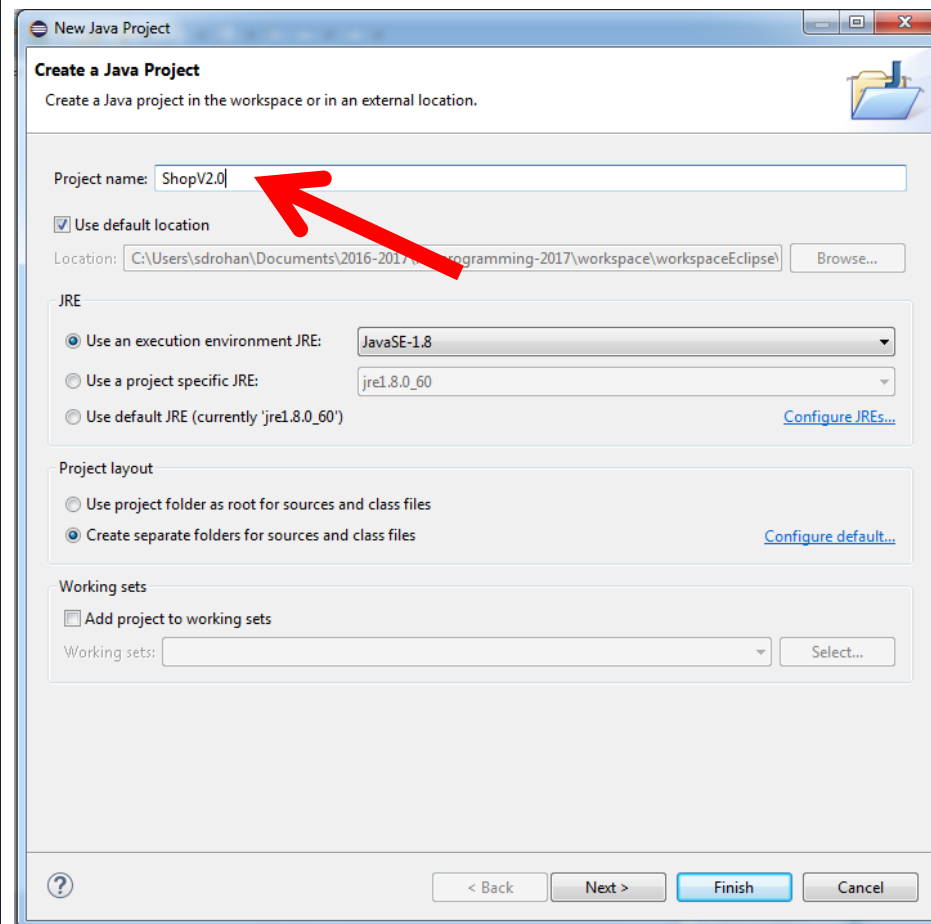 New Java Project
Create a Java Project
Create a Java project in the workspace or in an external location.
Project name: ShopV2.0
Use default location
Location: C:\Users\sdrohan\Documents\2016-2017\ rogramming-2017\workspace\workspaceEclipse\ Browse...
JRE
Use an execution environment JRE: JavaSE-1.8
Use a project specific JRE: jre1.8.0_60
Use default JRE (currently 'jre1.8.0_60') Configure JREs...
Project layout
Use project folder as root for sources and class files
Create separate folders for sources and class files Configure default...
Working sets
Add project to working sets
Working sets: Select...
? < Back Next > Finish Cancel